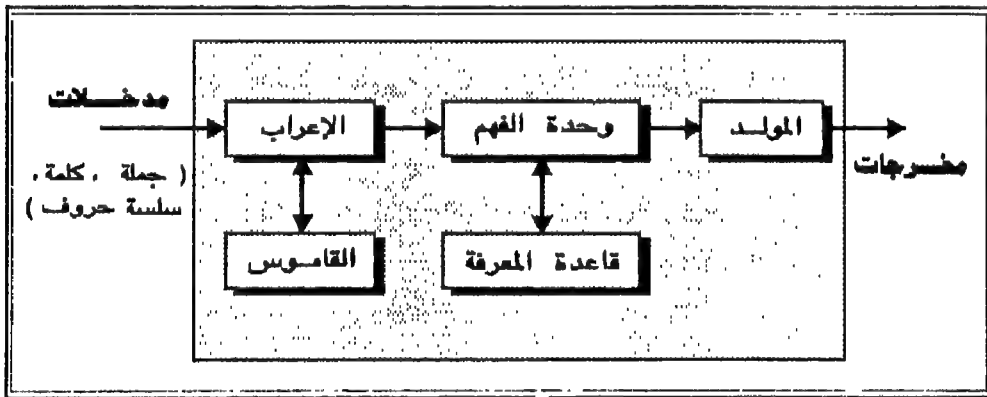 مدخلات
( جملة ، كلمة ،
سلسة حروف )
الإعراب
وحدة الفهم
المولد
مخرجات
القاموس
قاعدة المعرفة